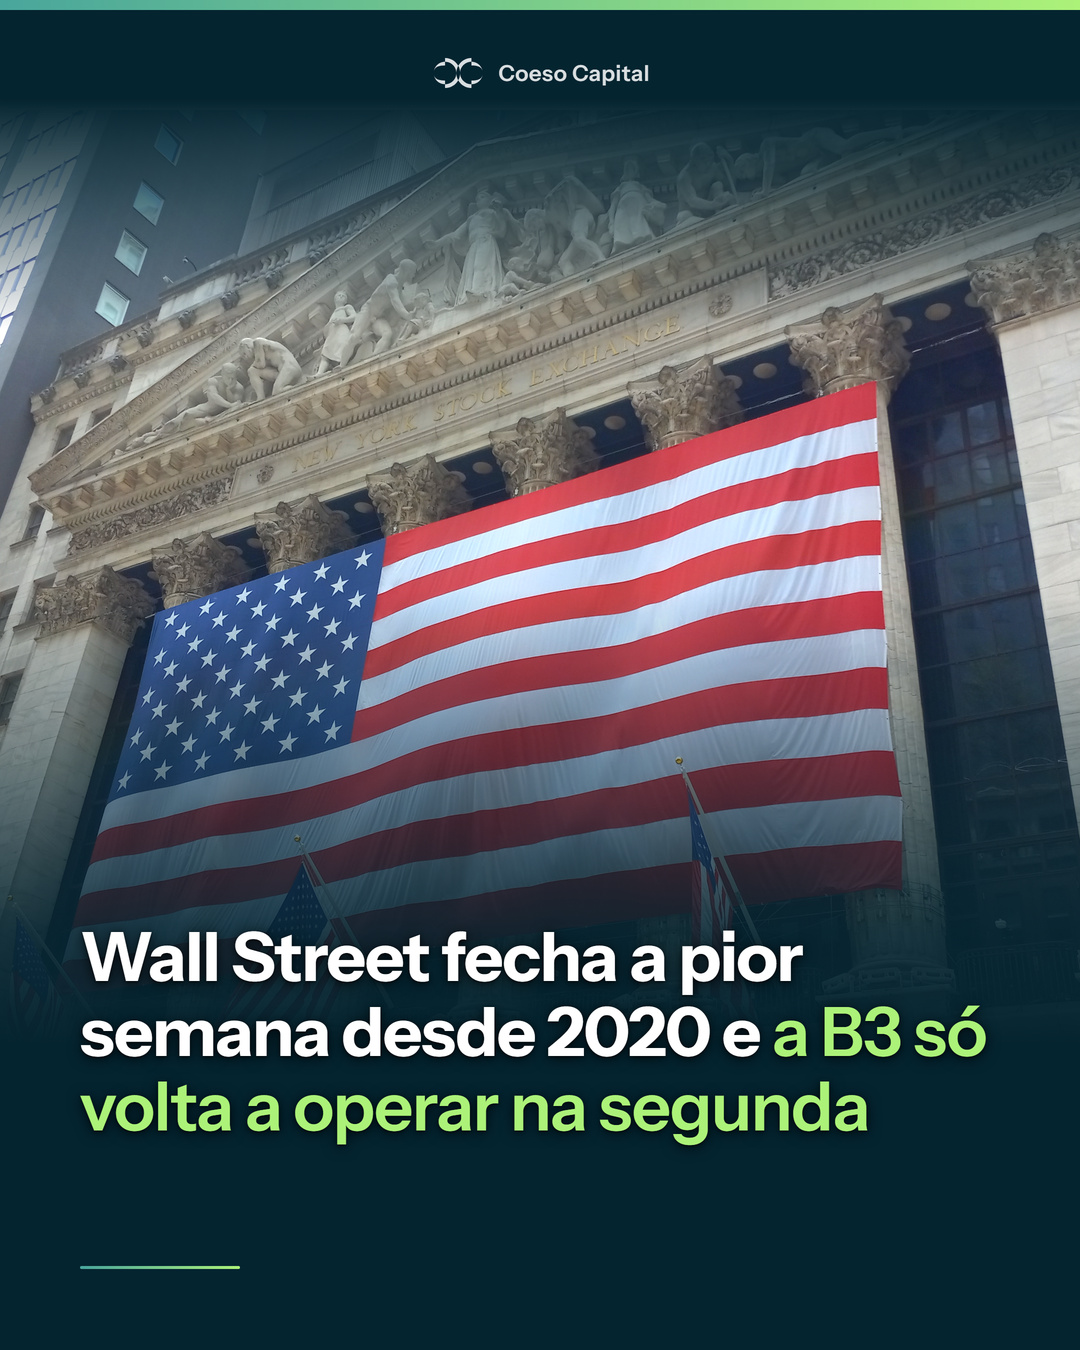 Coeso Capital
NEW YORK STOCK EXCHANGE
Wall Street fecha a pior
semana desde 2020 e a B3 só
volta a operar na segunda